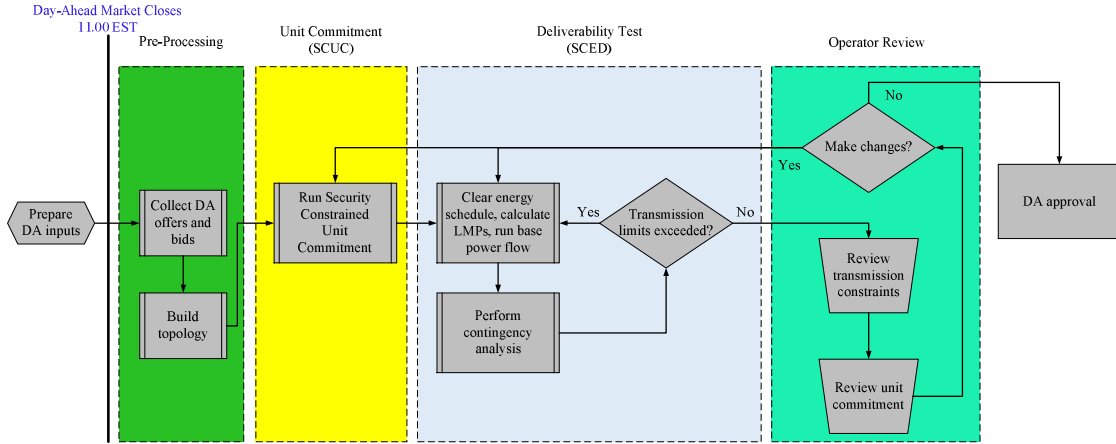 Day-Ahead Market Closes
11.00 EST
Pre-Processing
Unit Commitment
(SCUC)
Deliverability Test
(SCED)
Operator Review
Prepare
DA inputs
Collect DA
offers and
bids
Build
topology
Run Security
Constrained
Unit
Commitment
Clear energy
schedule, calculate
LMPs, run base
power flow
Perform
contingency
analysis
Yes
Transmission
limits exceeded?
No
Make changes?
Yes
No
Review
transmission
constraints
Review unit
commitment
DA approval